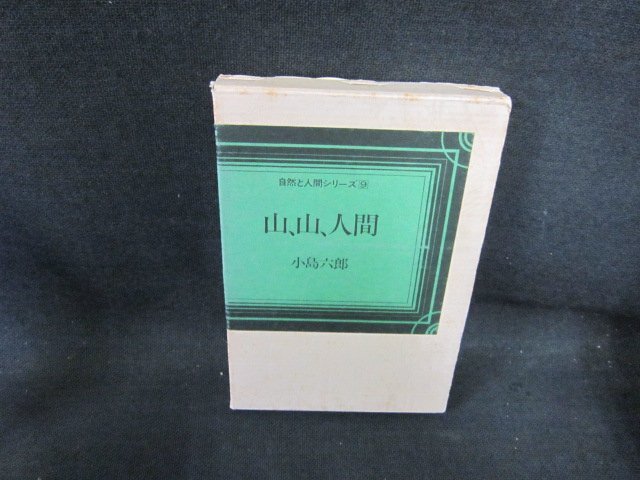 自然と人間シリーズ⑨
山、山、人間
小島六郎